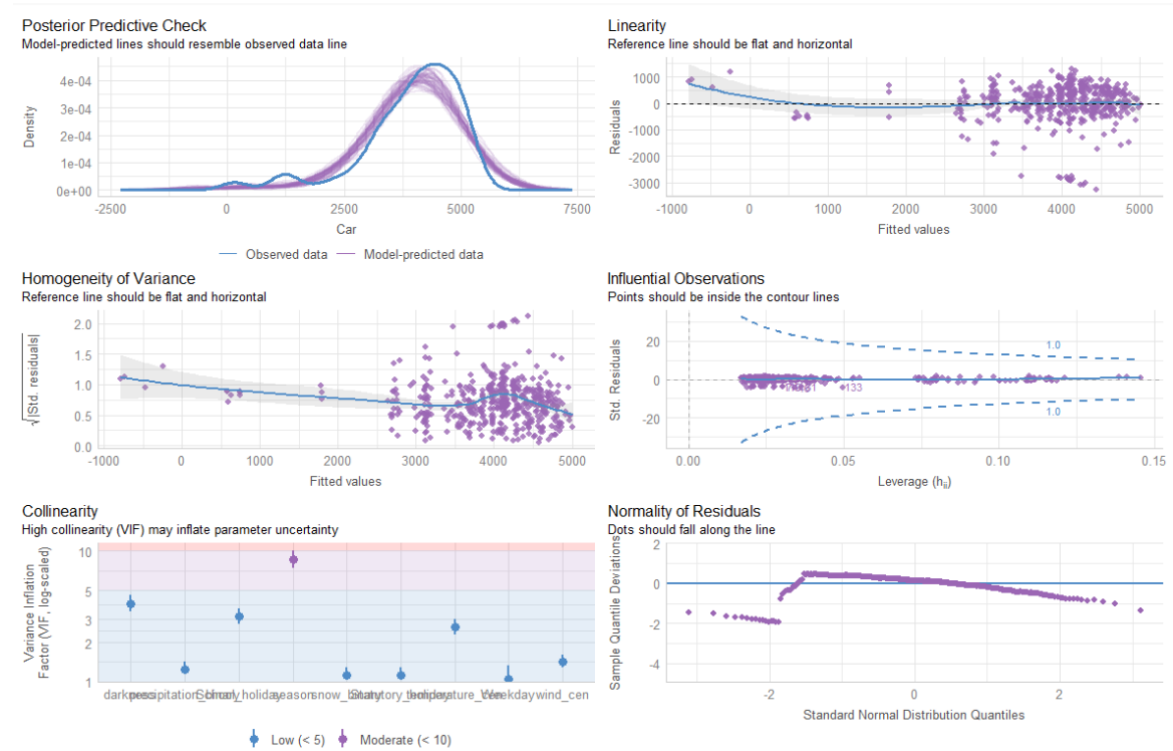 Posterior Predictive Check
Model-predicted lines should resemble observed data line
4e-04
3e-04
2e-04
1e-04
0e+00
Density
-2500
0
2500
5000
7500
Car
Observed data
Model-predicted data
Linearity
Reference line should be flat and horizontal
1000
0
-1000
-2000
-3000
Residuals
-1000
0
1000
2000
3000
4000
5000
Fitted values
Homogeneity of Variance
Reference line should be flat and horizontal
2.0
1.5
1.0
0.5
0.0
√|Std. residuals|
-1000
0
1000
2000
3000
4000
5000
Fitted values
Influential Observations
Points should be inside the contour lines
20
0
-20
Std. Residuals
1.0
133
1.0
0.00
0.05
0.10
0.15
Leverage (hii)
Collinearity
High collinearity (VIF) may inflate parameter uncertainty
10
5
3
2
1
Variance Inflation
Factor (VIF, log-scaled)
season
wind_cen
Low (< 5)
Moderate (< 10)
Normality of Residuals
Dots should fall along the line
2
0
-2
-4
Sample Quantile Deviations
-2
0
2
Standard Normal Distribution Quantiles